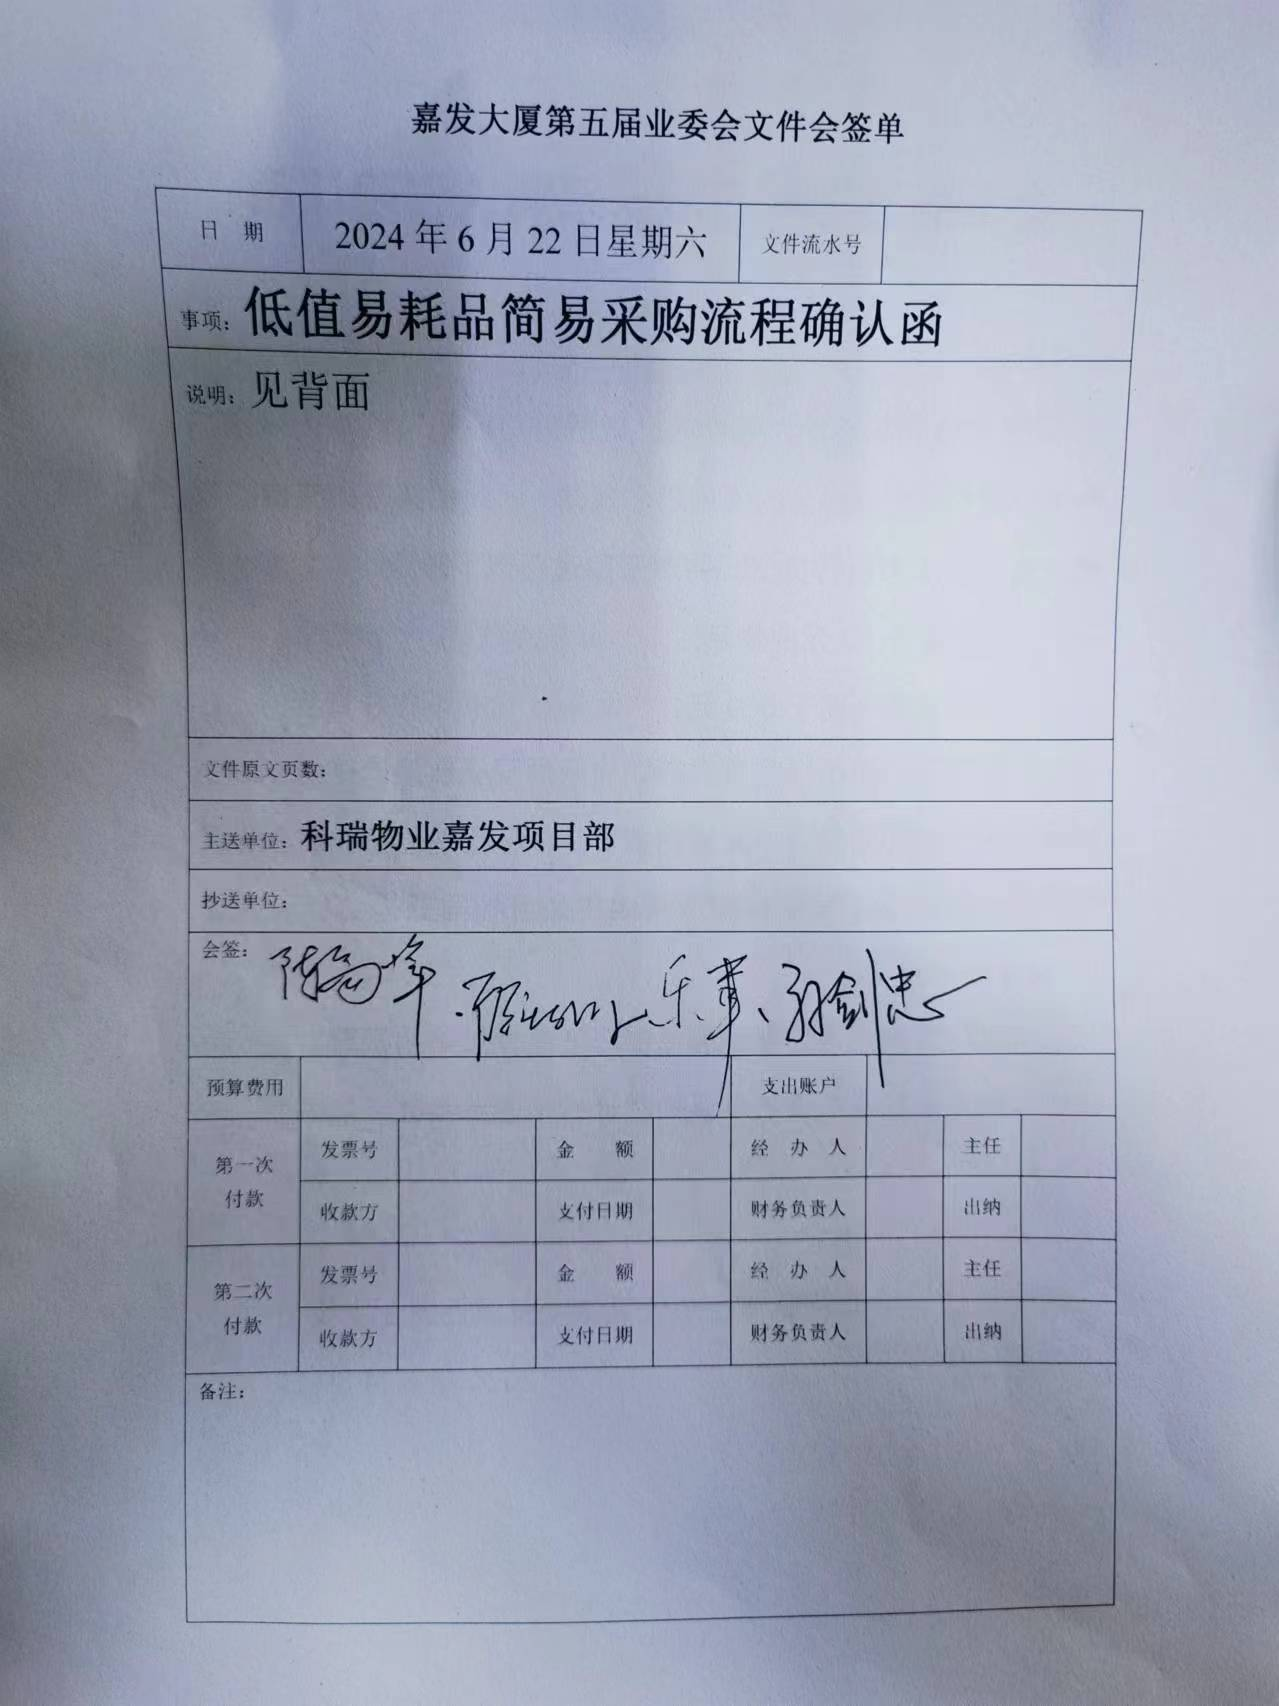 嘉发大厦第五届业委会文件会签单
日 期 2024年6月22日星期六 文件流水号
事项: 低值易耗品简易采购流程确认函
说明: 见背面
文件原文页数:
主送单位: 科瑞物业嘉发项目部
抄送单位:
会签:
预算费用 支出账户
第一次付款 发票号 金 额 经 办 人 主任
收款方 支付日期 财务负责人 出纳
第二次付款 发票号 金 额 经 办 人 主任
收款方 支付日期 财务负责人 出纳
备注: